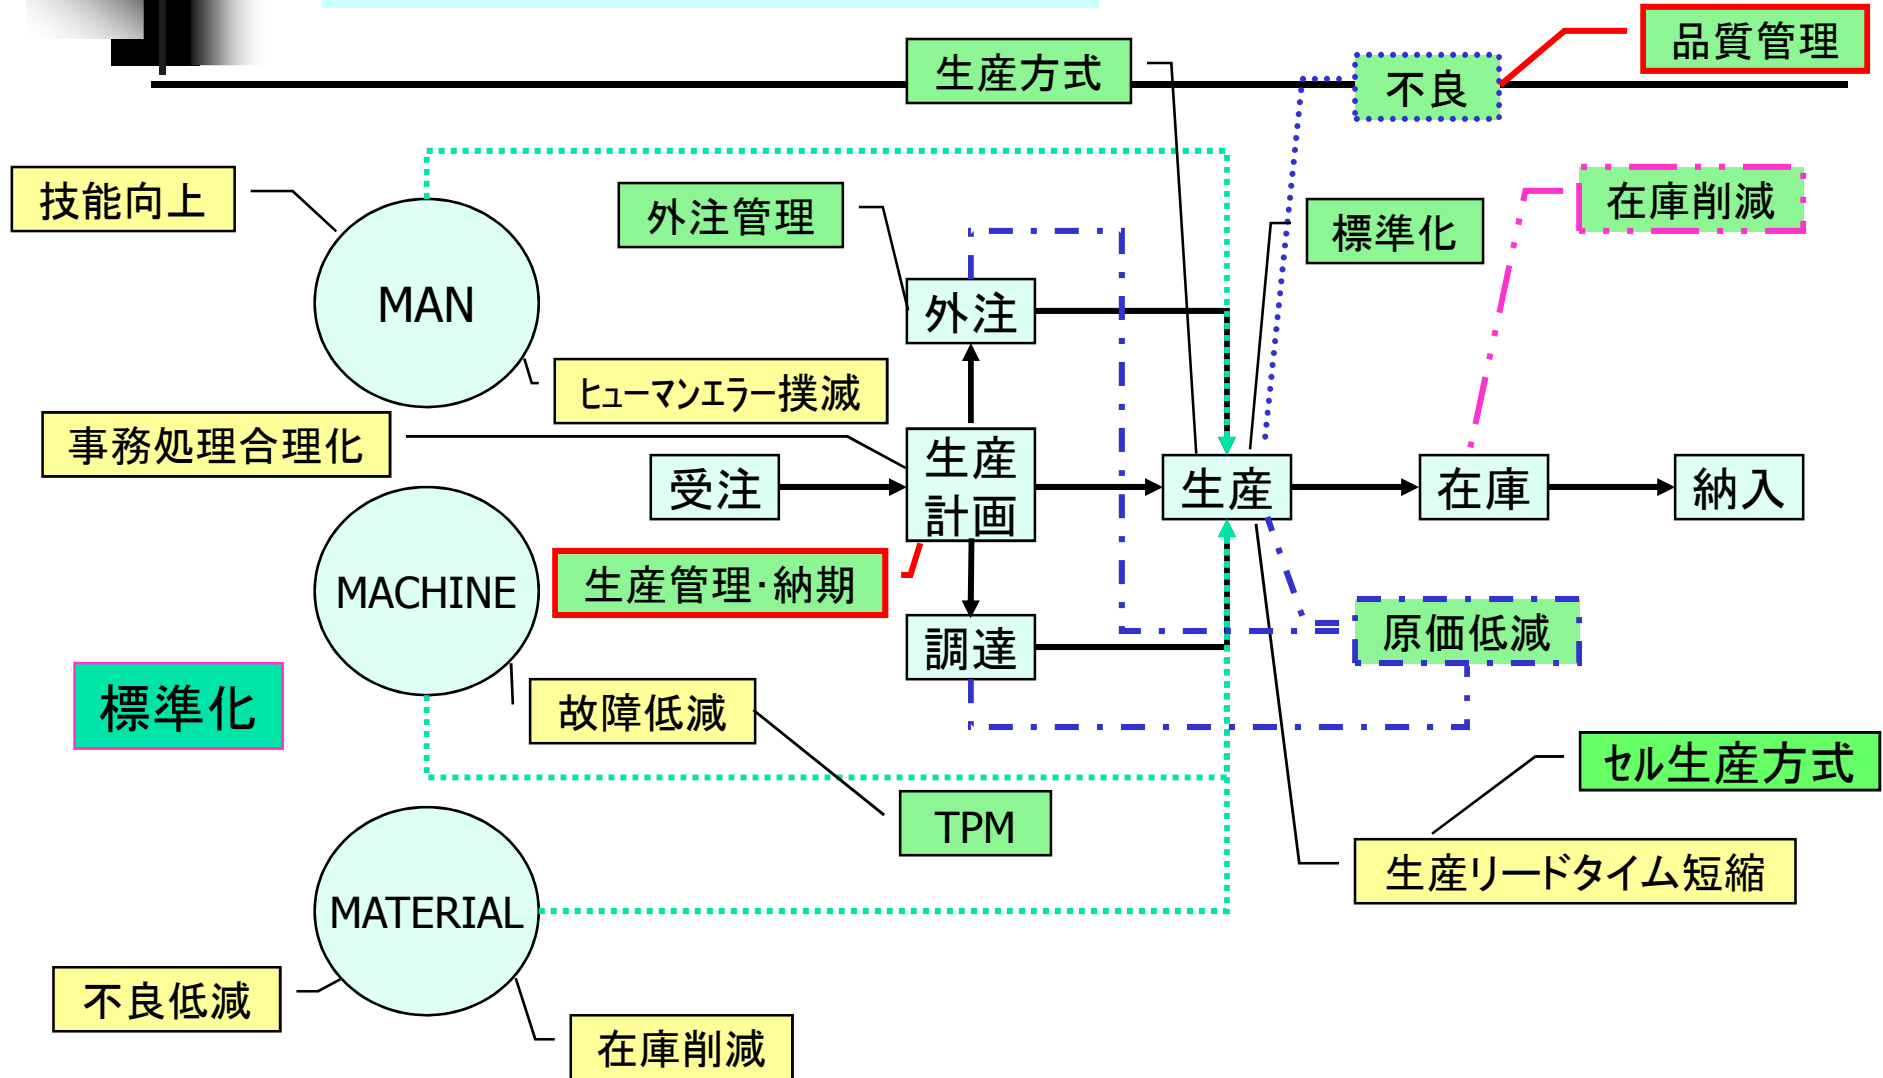 品質管理
生産方式
不良
技能向上
外注管理
標準化
在庫削減
MAN
外注
ヒューマンエラー撲滅
事務処理合理化
受注
生産
計画
生産
在庫
納入
MACHINE
生産管理・納期
調達
原価低減
標準化
故障低減
セル生産方式
TPM
生産リードタイム短縮
MATERIAL
不良低減
在庫削減